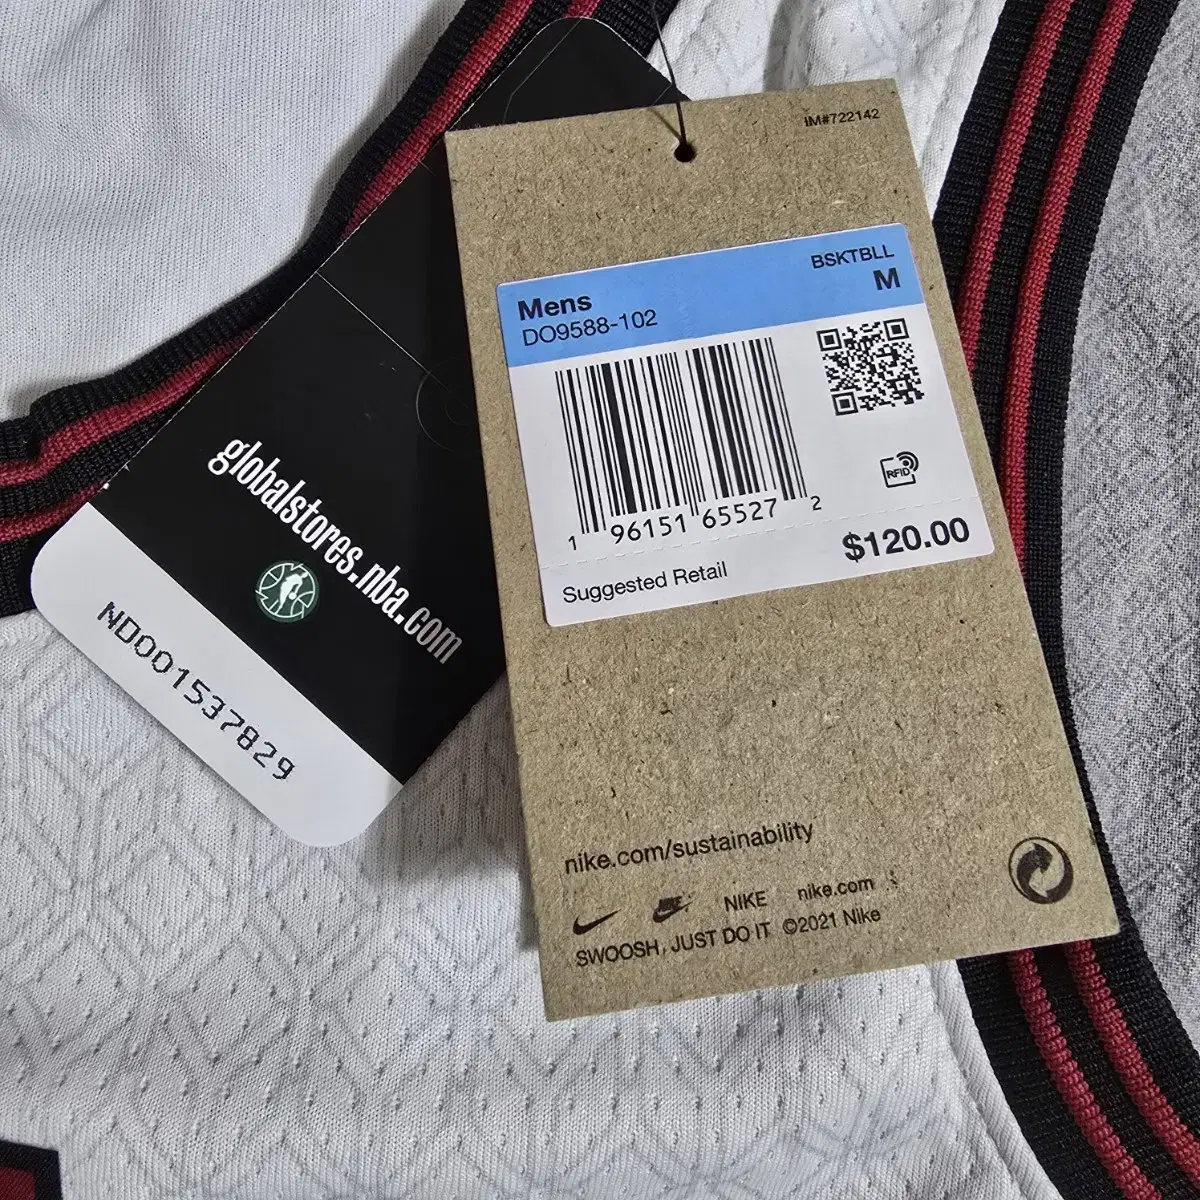 IM#722142
BSKTBLL
Mens
M
DO9588-102
RFID
1 96151 65527 2
Suggested Retail
$120.00
globalstores.nba.com
ND001537829
nike.com/sustainability
NIKE nike.com
SWOOSH, JUST DO IT ©2021 Nike